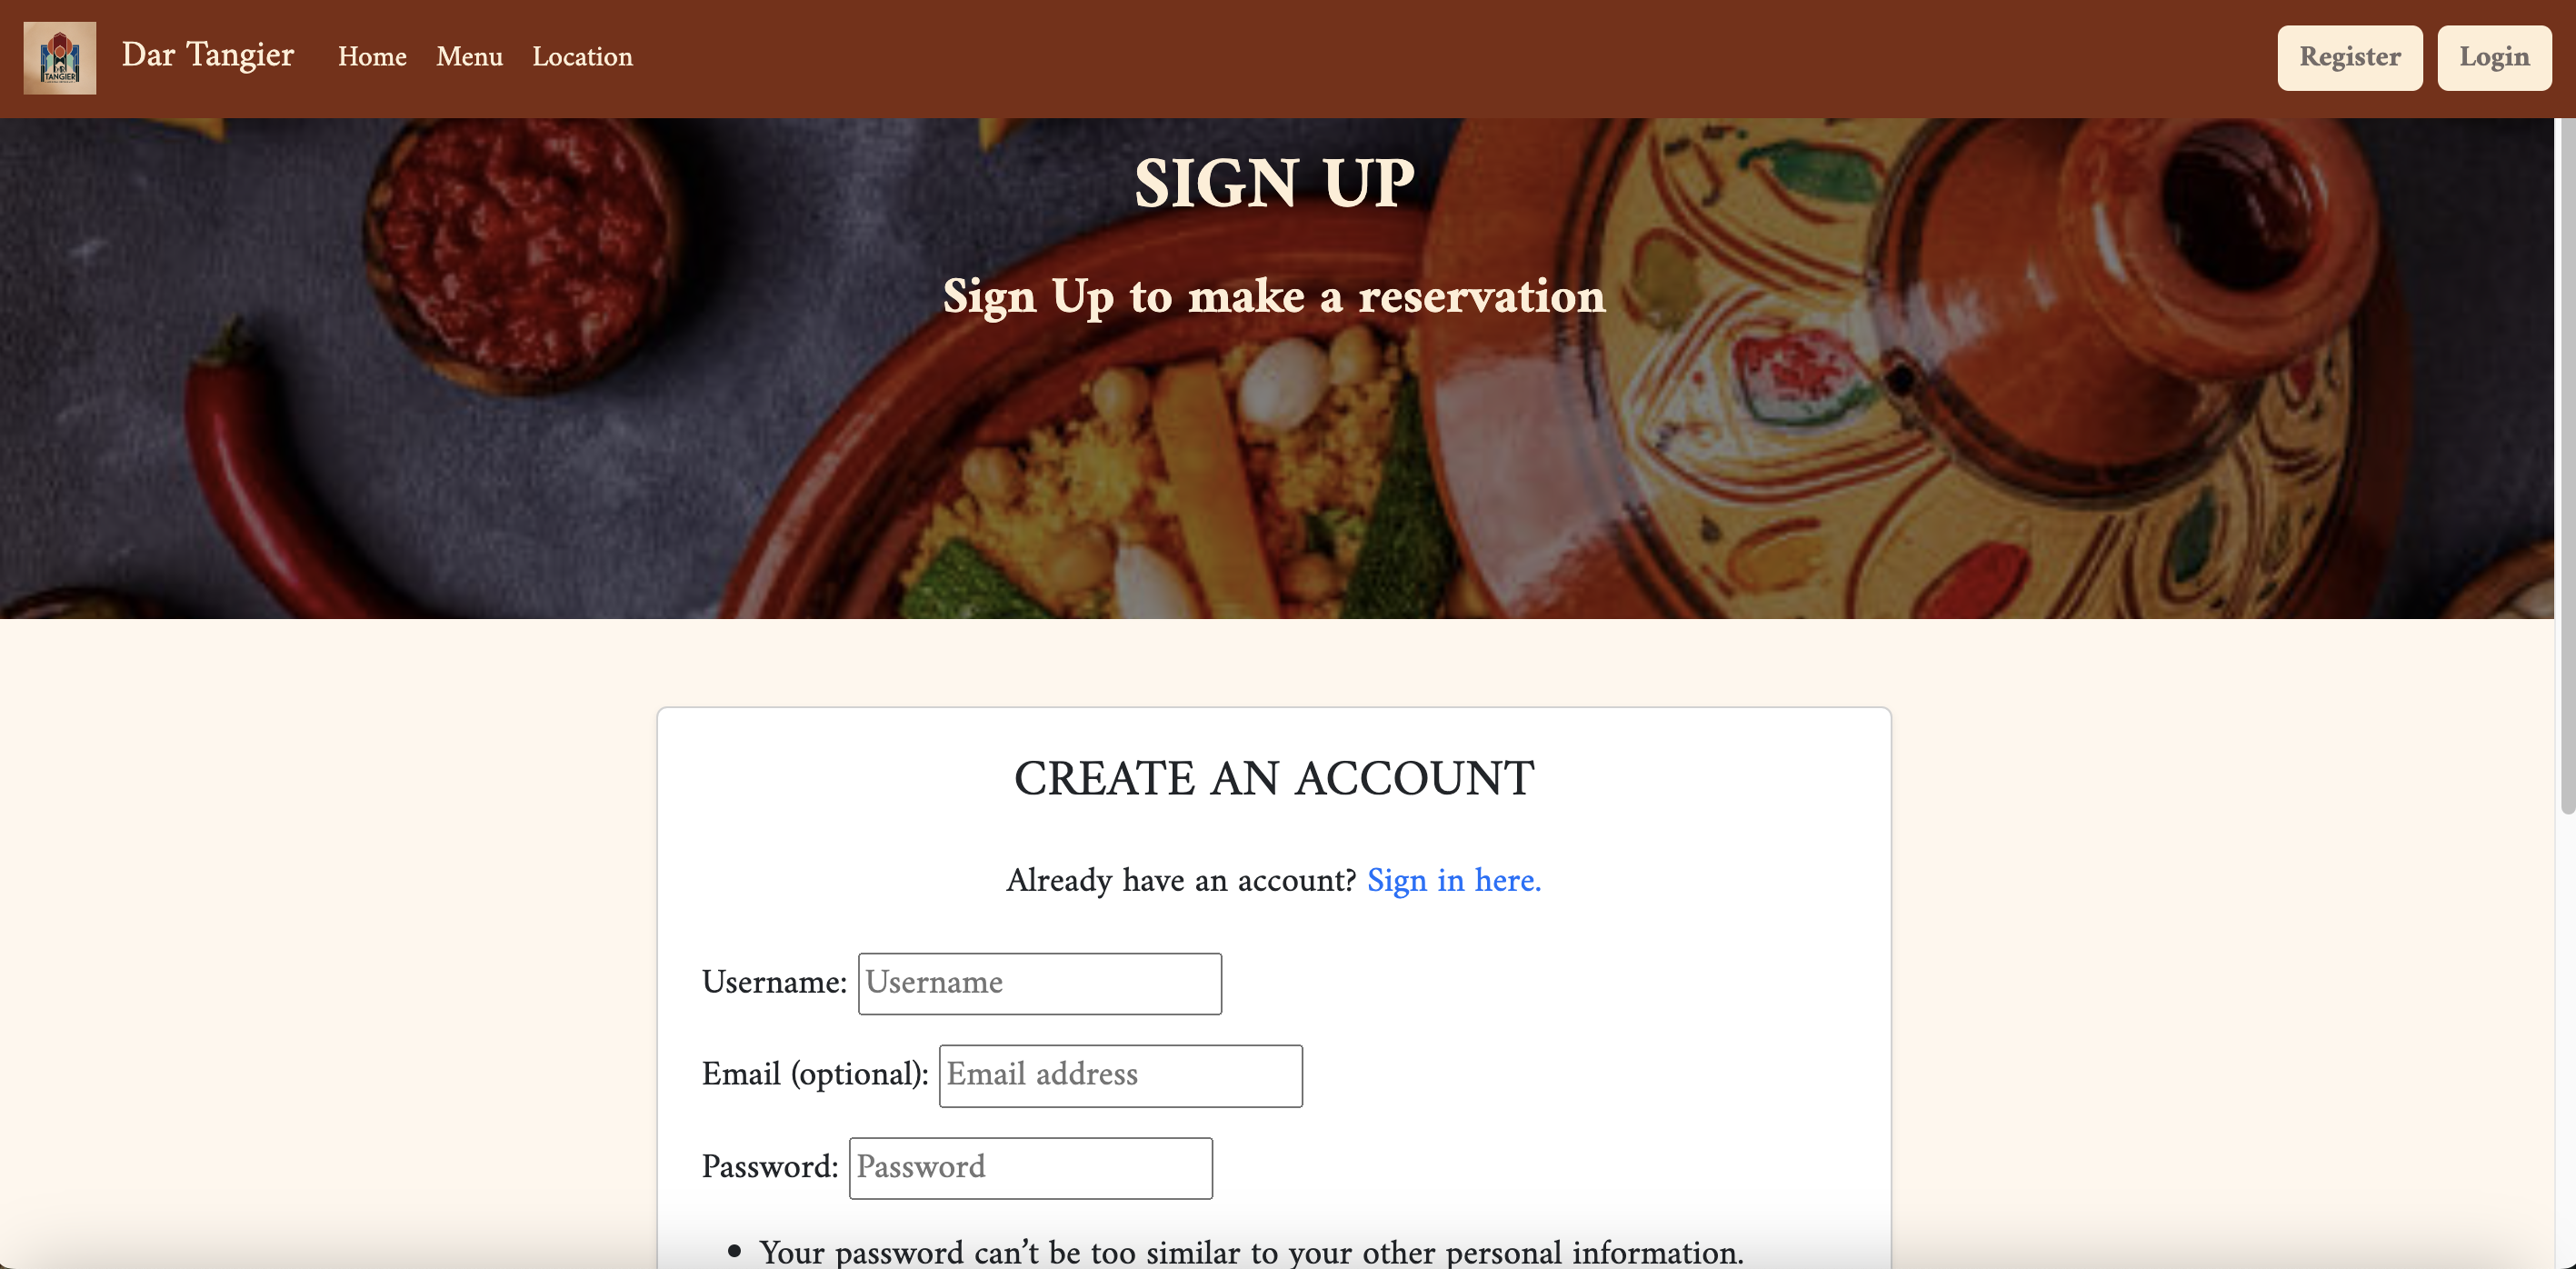 TANGIER
Dar Tangier
Home
Menu
Location
Register
Login
SIGN UP
Sign Up to make a reservation
CREATE AN ACCOUNT
Already have an account? Sign in here.
Username: Username
Email (optional): Email address
Password: Password
• Your password can’t be too similar to your other personal information.